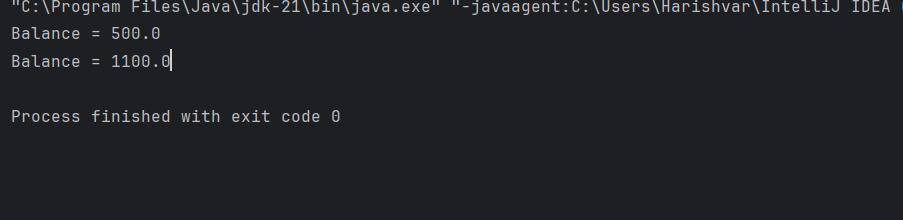 "C:\Program Files\Java\jdk-21\bin\java.exe" "-javaagent:C:\Users\Harishvar\IntelliJ IDEA
Balance = 500.0
Balance = 1100.0
Process finished with exit code 0